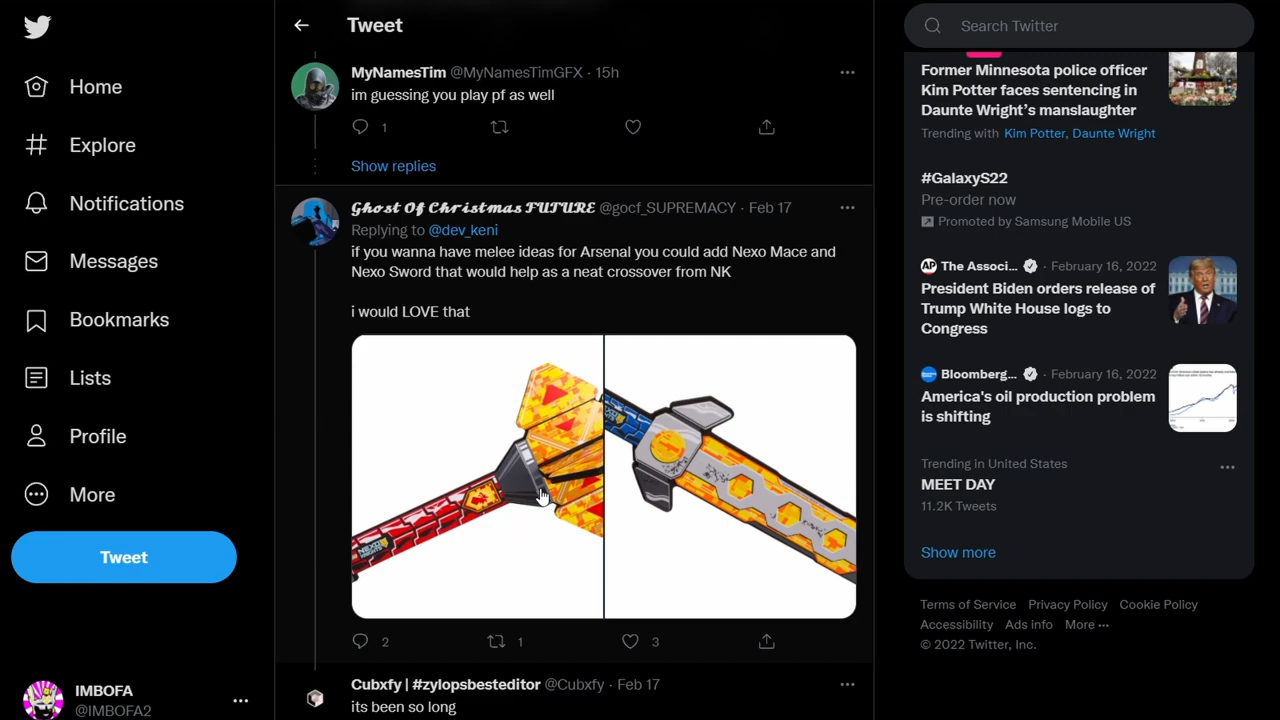 Home
Explore
Notifications
Messages
Bookmarks
Lists
Profile
More
Tweet
IMBOFA
@IMBOFA2
Tweet
MyNamesTim @MyNamesTimGFX · 15h
im guessing you play pf as well
1
Show replies
Ghost Of Christmas FUTURE @gocf_SUPREMACY · Feb 17
Replying to @dev_keni
if you wanna have melee ideas for Arsenal you could add Nexo Mace and
Nexo Sword that would help as a neat crossover from NK
i would LOVE that
NEXO
KNIGHTS
2
1
3
Cubxfy | #zylopsbesteditor @Cubxfy · Feb 17
its been so long
Search Twitter
Former Minnesota police officer
Kim Potter faces sentencing in
Daunte Wright's manslaughter
Trending with Kim Potter, Daunte Wright
#GalaxyS22
Pre-order now
Promoted by Samsung Mobile US
AP The Associ... · February 16, 2022
President Biden orders release of
Trump White House logs to
Congress
Bloomberg... · February 16, 2022
America's oil production problem
is shifting
Trending in United States
MEET DAY
11.2K Tweets
Show more
Terms of Service Privacy Policy Cookie Policy
Accessibility Ads info More ···
© 2022 Twitter, Inc.